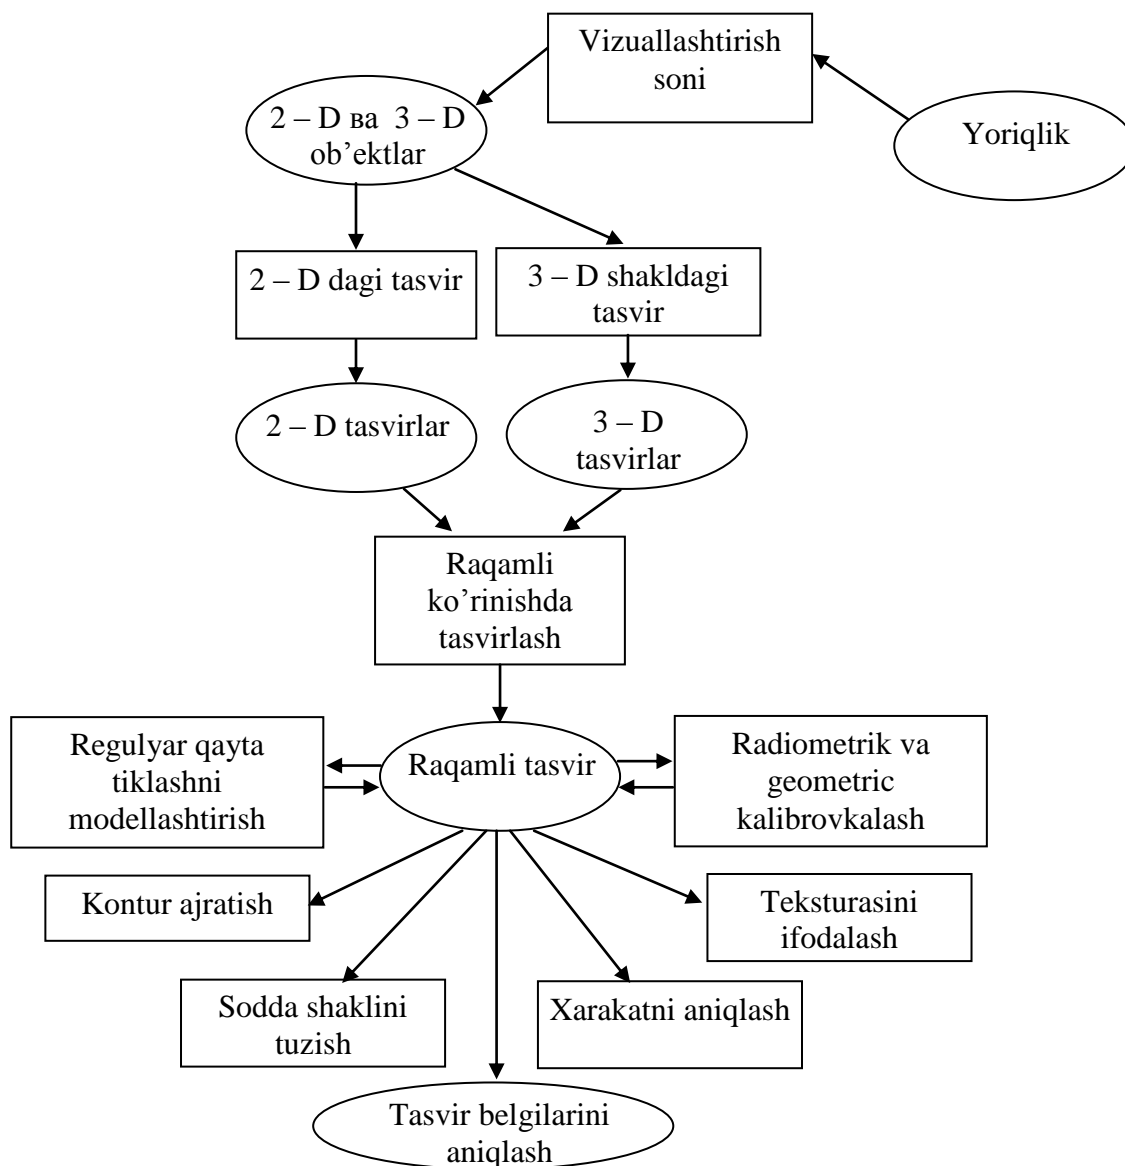 Vizuallashtirish
soni
Yoriqlik
2 – D ва 3 – D
ob’ektlar
2 – D dagi tasvir
3 – D shakldagi
tasvir
2 – D tasvirlar
3 – D
tasvirlar
Raqamli
ko’rinishda
tasvirlash
Regulyar qayta
tiklashni
modellashtirish
Raqamli tasvir
Radiometrik va
geometric
kalibrovkalash
Kontur ajratish
Teksturasini
ifodalash
Sodda shaklini
tuzish
Xarakatni aniqlash
Tasvir belgilarini
aniqlash